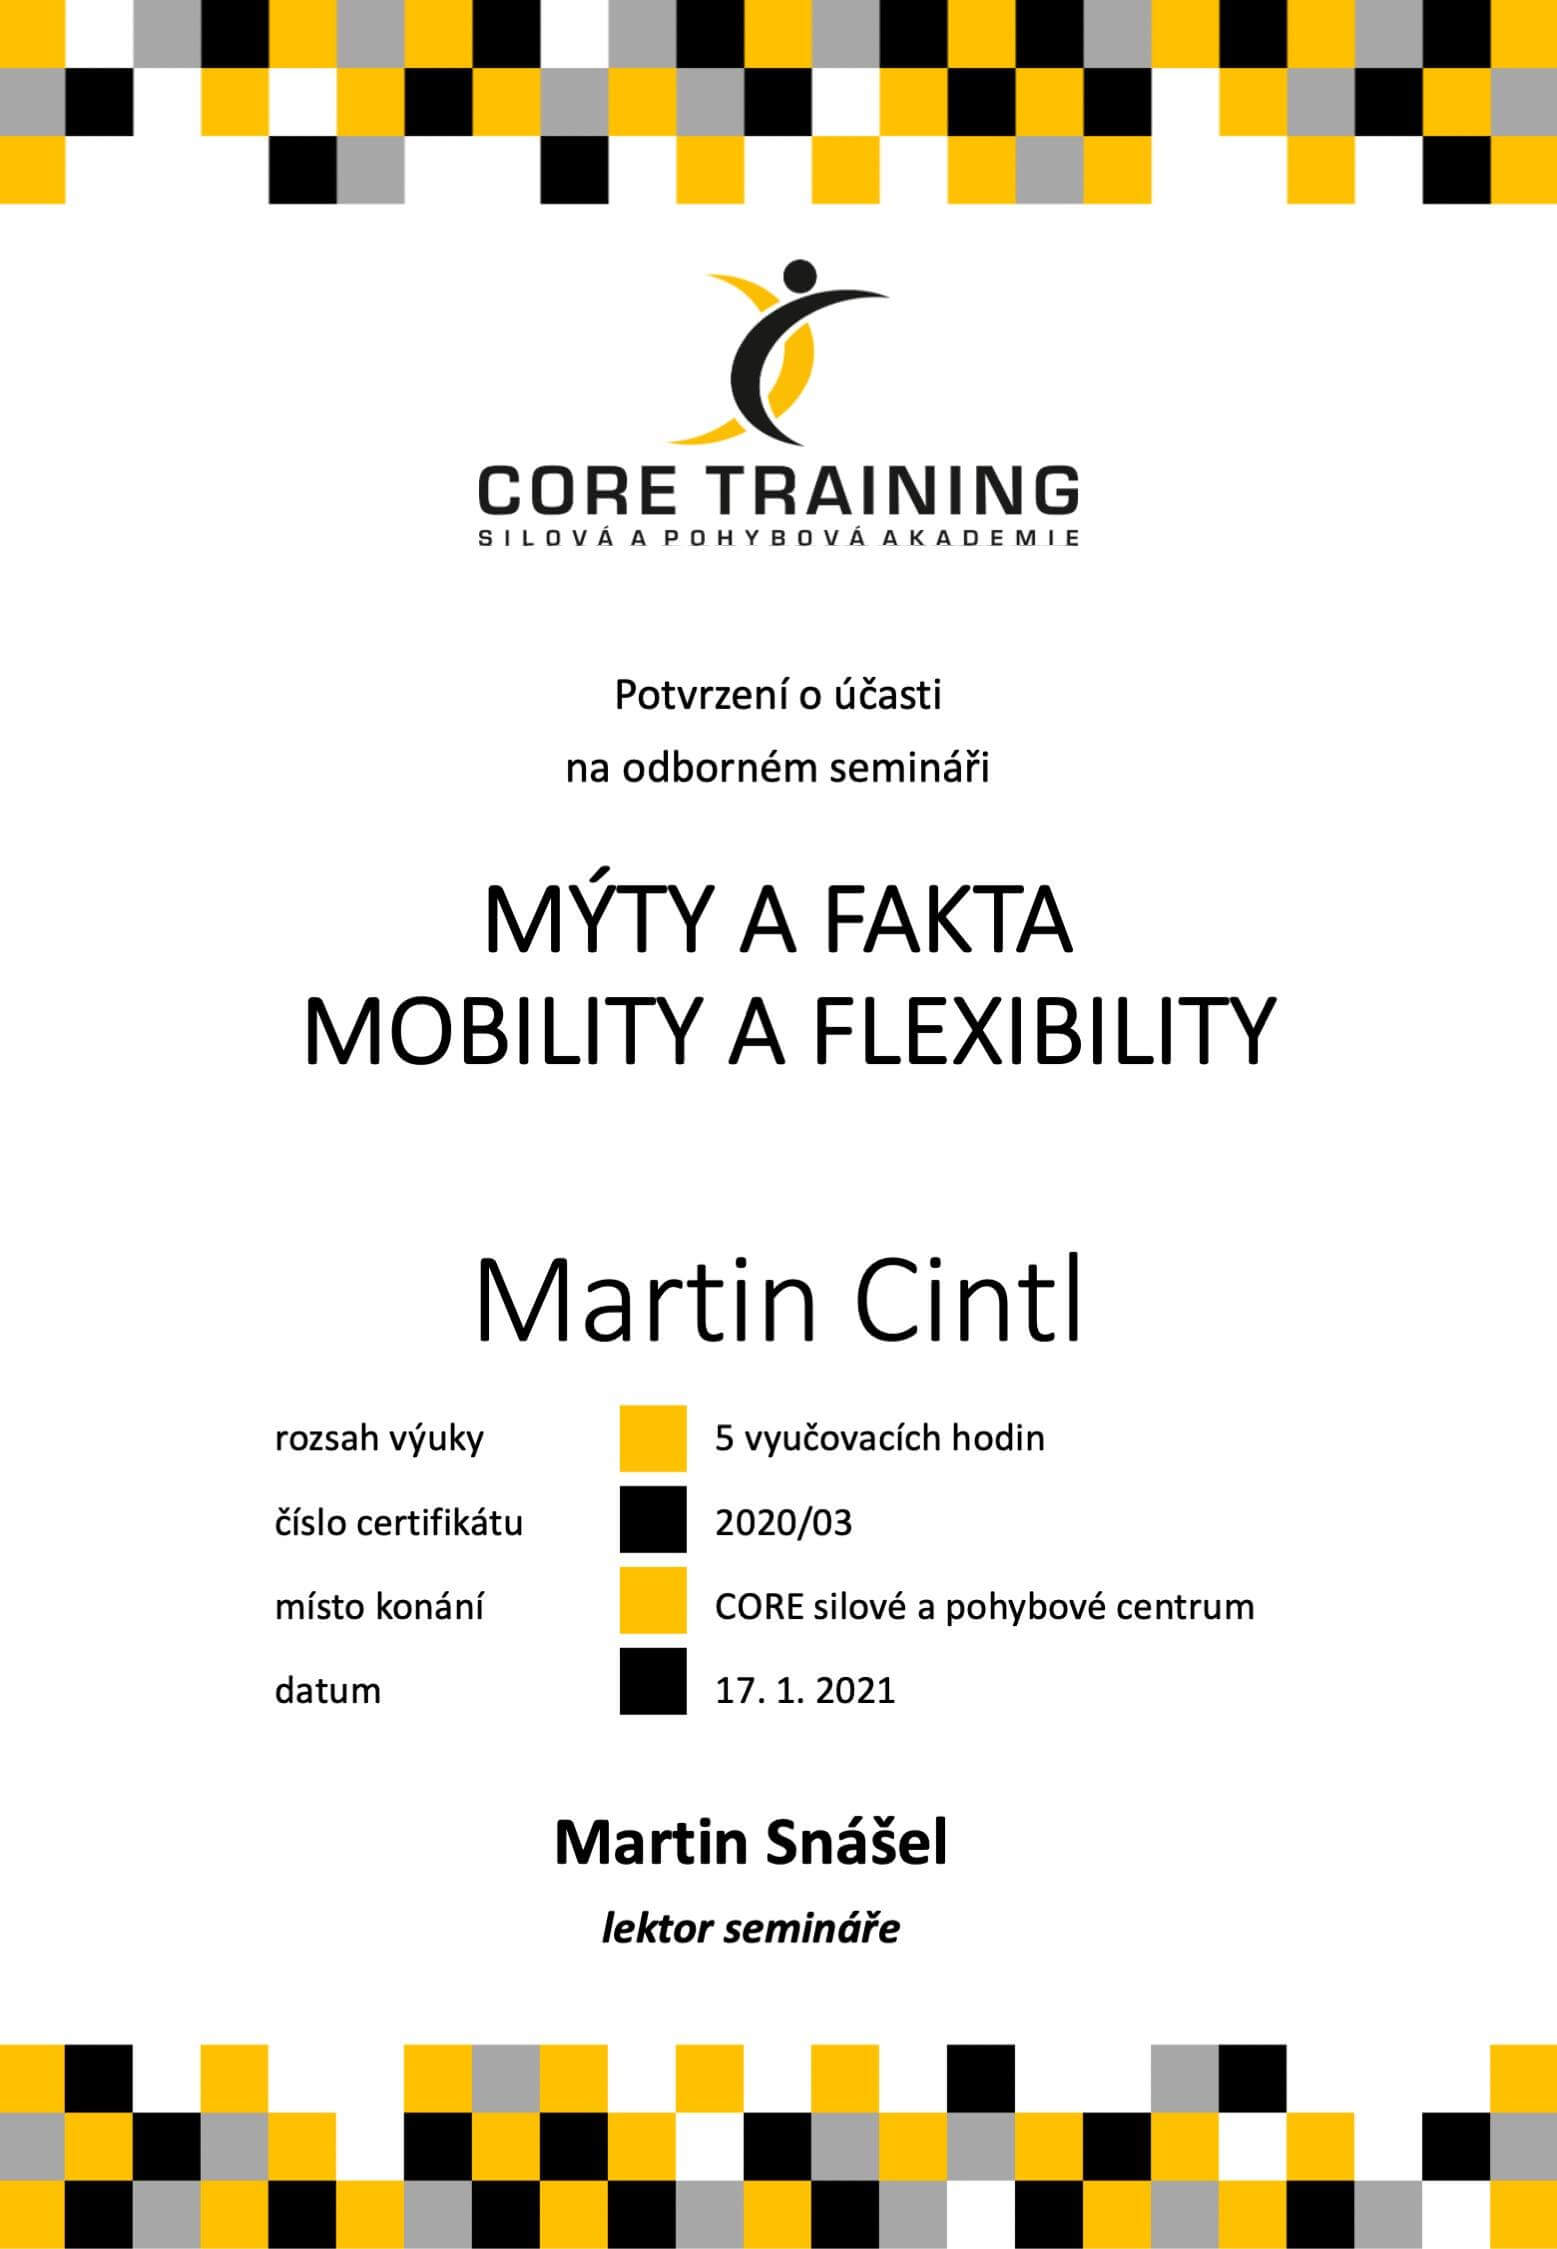 CORE TRAINING
SILOVÁ A POHYBOVÁ AKADEMIE
Potvrzení o účasti
na odborném semináři
MÝTY A FAKTA
MOBILITY A FLEXIBILITY
Martin Cintl
rozsah výuky 5 vyučovacích hodin
číslo certifikátu 2020/03
místo konání CORE silové a pohybové centrum
datum 17. 1. 2021
Martin Snášel
lektor semináře